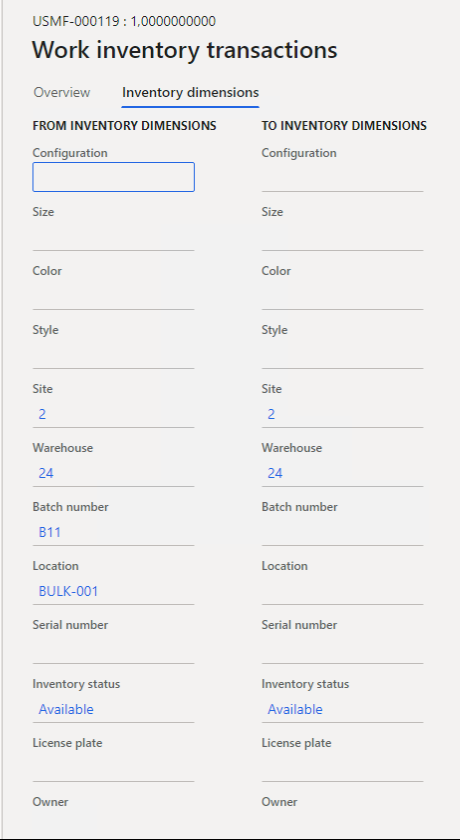 USMF-000119 : 1,0000000000
Work inventory transactions
Overview Inventory dimensions
FROM INVENTORY DIMENSIONS TO INVENTORY DIMENSIONS
Configuration Configuration
Size Size
Color Color
Style Style
Site Site
2 2
Warehouse Warehouse
24 24
Batch number Batch number
B11
Location Location
BULK-001
Serial number Serial number
Inventory status Inventory status
Available Available
License plate License plate
Owner Owner